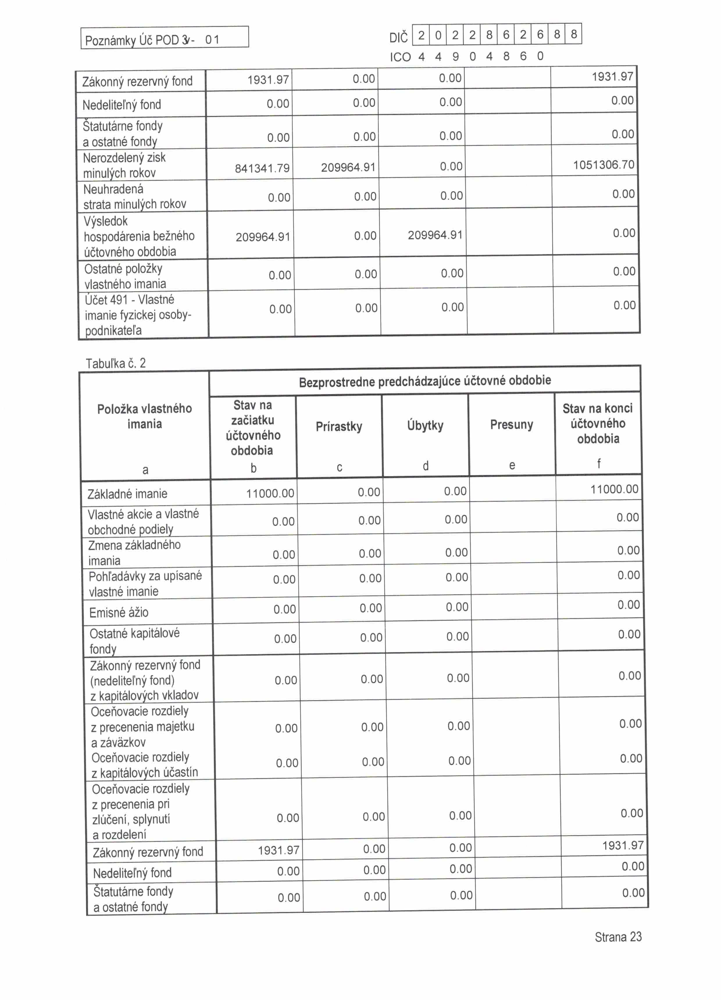 Poznámky Úč POD 3v- 01
DIČ 2 0 2 2 8 6 2 6 8 8
ICO 4 4 9 0 4 8 6 0
Zákonný rezervný fond 1931.97 0.00 0.00 1931.97
Nedeliteľný fond 0.00 0.00 0.00 0.00
Štatutárne fondy
a ostatné fondy 0.00 0.00 0.00 0.00
Nerozdelený zisk
minulých rokov 841341.79 209964.91 0.00 1051306.70
Neuhradená
strata minulých rokov 0.00 0.00 0.00 0.00
Výsledok
hospodárenia bežného 209964.91 0.00 209964.91 0.00
účtovného obdobia
Ostatné položky
vlastného imania 0.00 0.00 0.00 0.00
Účet 491 - Vlastné
imanie fyzickej osoby- 0.00 0.00 0.00 0.00
podnikateľa
Tabuľka č. 2
Bezprostredne predchádzajúce účtovné obdobie
Položka vlastného
imania
a
Stav na
začiatku
účtovného
obdobia
b
Prírastky
c
Úbytky
d
Presuny
e
Stav na konci
účtovného
obdobia
f
Základné imanie 11000.00 0.00 0.00 11000.00
Vlastné akcie a vlastné
obchodné podiely 0.00 0.00 0.00 0.00
Zmena základného
imania 0.00 0.00 0.00 0.00
Pohľadávky za upísané 0.00 0.00 0.00 0.00
vlastné imanie
Emisné ážio 0.00 0.00 0.00 0.00
Ostatné kapitálové 0.00 0.00 0.00 0.00
fondy
Zákonný rezervný fond
(nedeliteľný fond) 0.00 0.00 0.00 0.00
z kapitálových vkladov
Oceňovacie rozdiely
z precenenia majetku 0.00 0.00 0.00 0.00
a záväzkov
Oceňovacie rozdiely 0.00 0.00 0.00 0.00
z kapitálových účastín
Oceňovacie rozdiely
z precenenia pri
zlúčení, splynutí 0.00 0.00 0.00 0.00
a rozdelení
Zákonný rezervný fond 1931.97 0.00 0.00 1931.97
Nedeliteľný fond 0.00 0.00 0.00 0.00
Štatutárne fondy
a ostatné fondy 0.00 0.00 0.00 0.00
Strana 23